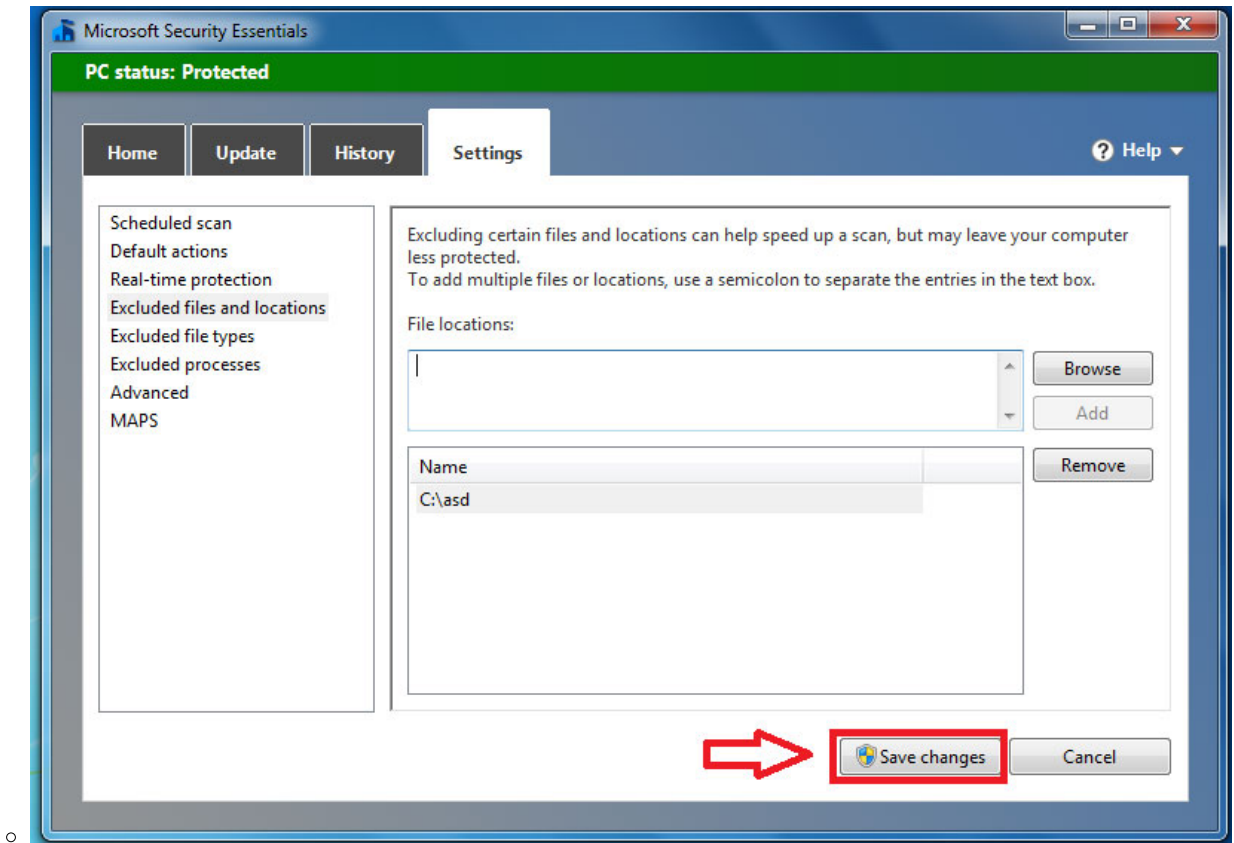 Microsoft Security Essentials
PC status: Protected
Home
Update
History
Settings
Help
Scheduled scan
Default actions
Real-time protection
Excluded files and locations
Excluded file types
Excluded processes
Advanced
MAPS
Excluding certain files and locations can help speed up a scan, but may leave your computer
less protected.
To add multiple files or locations, use a semicolon to separate the entries in the text box.
File locations:
Browse
Add
Name
Remove
C:\asd
Save changes
Cancel